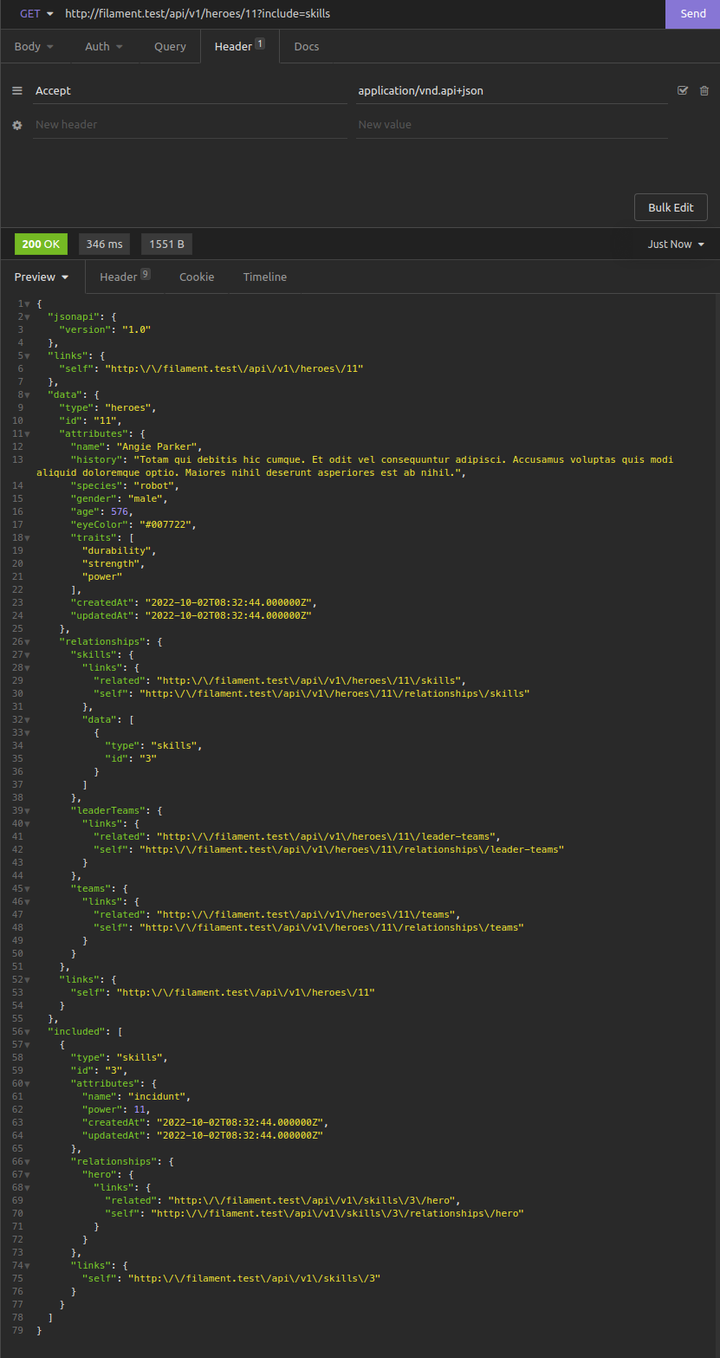 GET http://filament.test/api/v1/heroes/11?include=skills Send
Body Auth Query Header 1 Docs
Accept application/vnd.api+json
New header New value
Bulk Edit
200 OK 346 ms 1551 B Just Now
Preview Header 9 Cookie Timeline
1 {
2 "jsonapi": {
3 "version": "1.0"
4 },
5 "links": {
6 "self": "http:\/\/filament.test\/api\/v1\/heroes\/11"
7 },
8 "data": {
9 "type": "heroes",
10 "id": "11",
11 "attributes": {
12 "name": "Angie Parker",
13 "history": "Totam qui debitis hic cumque. Et odit vel consequuntur adipisci. Accusamus voluptas quis modi
aliquid doloremque optio. Maiores nihil deserunt asperiores est ab nihil.",
14 "species": "robot",
15 "gender": "male",
16 "age": 576,
17 "eyeColor": "#007722",
18 "traits": [
19 "durability",
20 "strength",
21 "power"
22 ],
23 "createdAt": "2022-10-02T08:32:44.000000Z",
24 "updatedAt": "2022-10-02T08:32:44.000000Z"
25 },
26 "relationships": {
27 "skills": {
28 "links": {
29 "related": "http:\/\/filament.test\/api\/v1\/heroes\/11\/skills",
30 "self": "http:\/\/filament.test\/api\/v1\/heroes\/11\/relationships\/skills"
31 },
32 "data": [
33 {
34 "type": "skills",
35 "id": "3"
36 }
37 ]
38 },
39 "leaderTeams": {
40 "links": {
41 "related": "http:\/\/filament.test\/api\/v1\/heroes\/11\/leader-teams",
42 "self": "http:\/\/filament.test\/api\/v1\/heroes\/11\/relationships\/leader-teams"
43 }
44 },
45 "teams": {
46 "links": {
47 "related": "http:\/\/filament.test\/api\/v1\/heroes\/11\/teams",
48 "self": "http:\/\/filament.test\/api\/v1\/heroes\/11\/relationships\/teams"
49 }
50 }
51 },
52 "links": {
53 "self": "http:\/\/filament.test\/api\/v1\/heroes\/11"
54 }
55 },
56 "included": [
57 {
58 "type": "skills",
59 "id": "3",
60 "attributes": {
61 "name": "incidunt",
62 "power": 11,
63 "createdAt": "2022-10-02T08:32:44.000000Z",
64 "updatedAt": "2022-10-02T08:32:44.000000Z"
65 },
66 "relationships": {
67 "hero": {
68 "links": {
69 "related": "http:\/\/filament.test\/api\/v1\/skills\/3\/hero",
70 "self": "http:\/\/filament.test\/api\/v1\/skills\/3\/relationships\/hero"
71 }
72 }
73 },
74 "links": {
75 "self": "http:\/\/filament.test\/api\/v1\/skills\/3"
76 }
77 }
78 ]
79 }